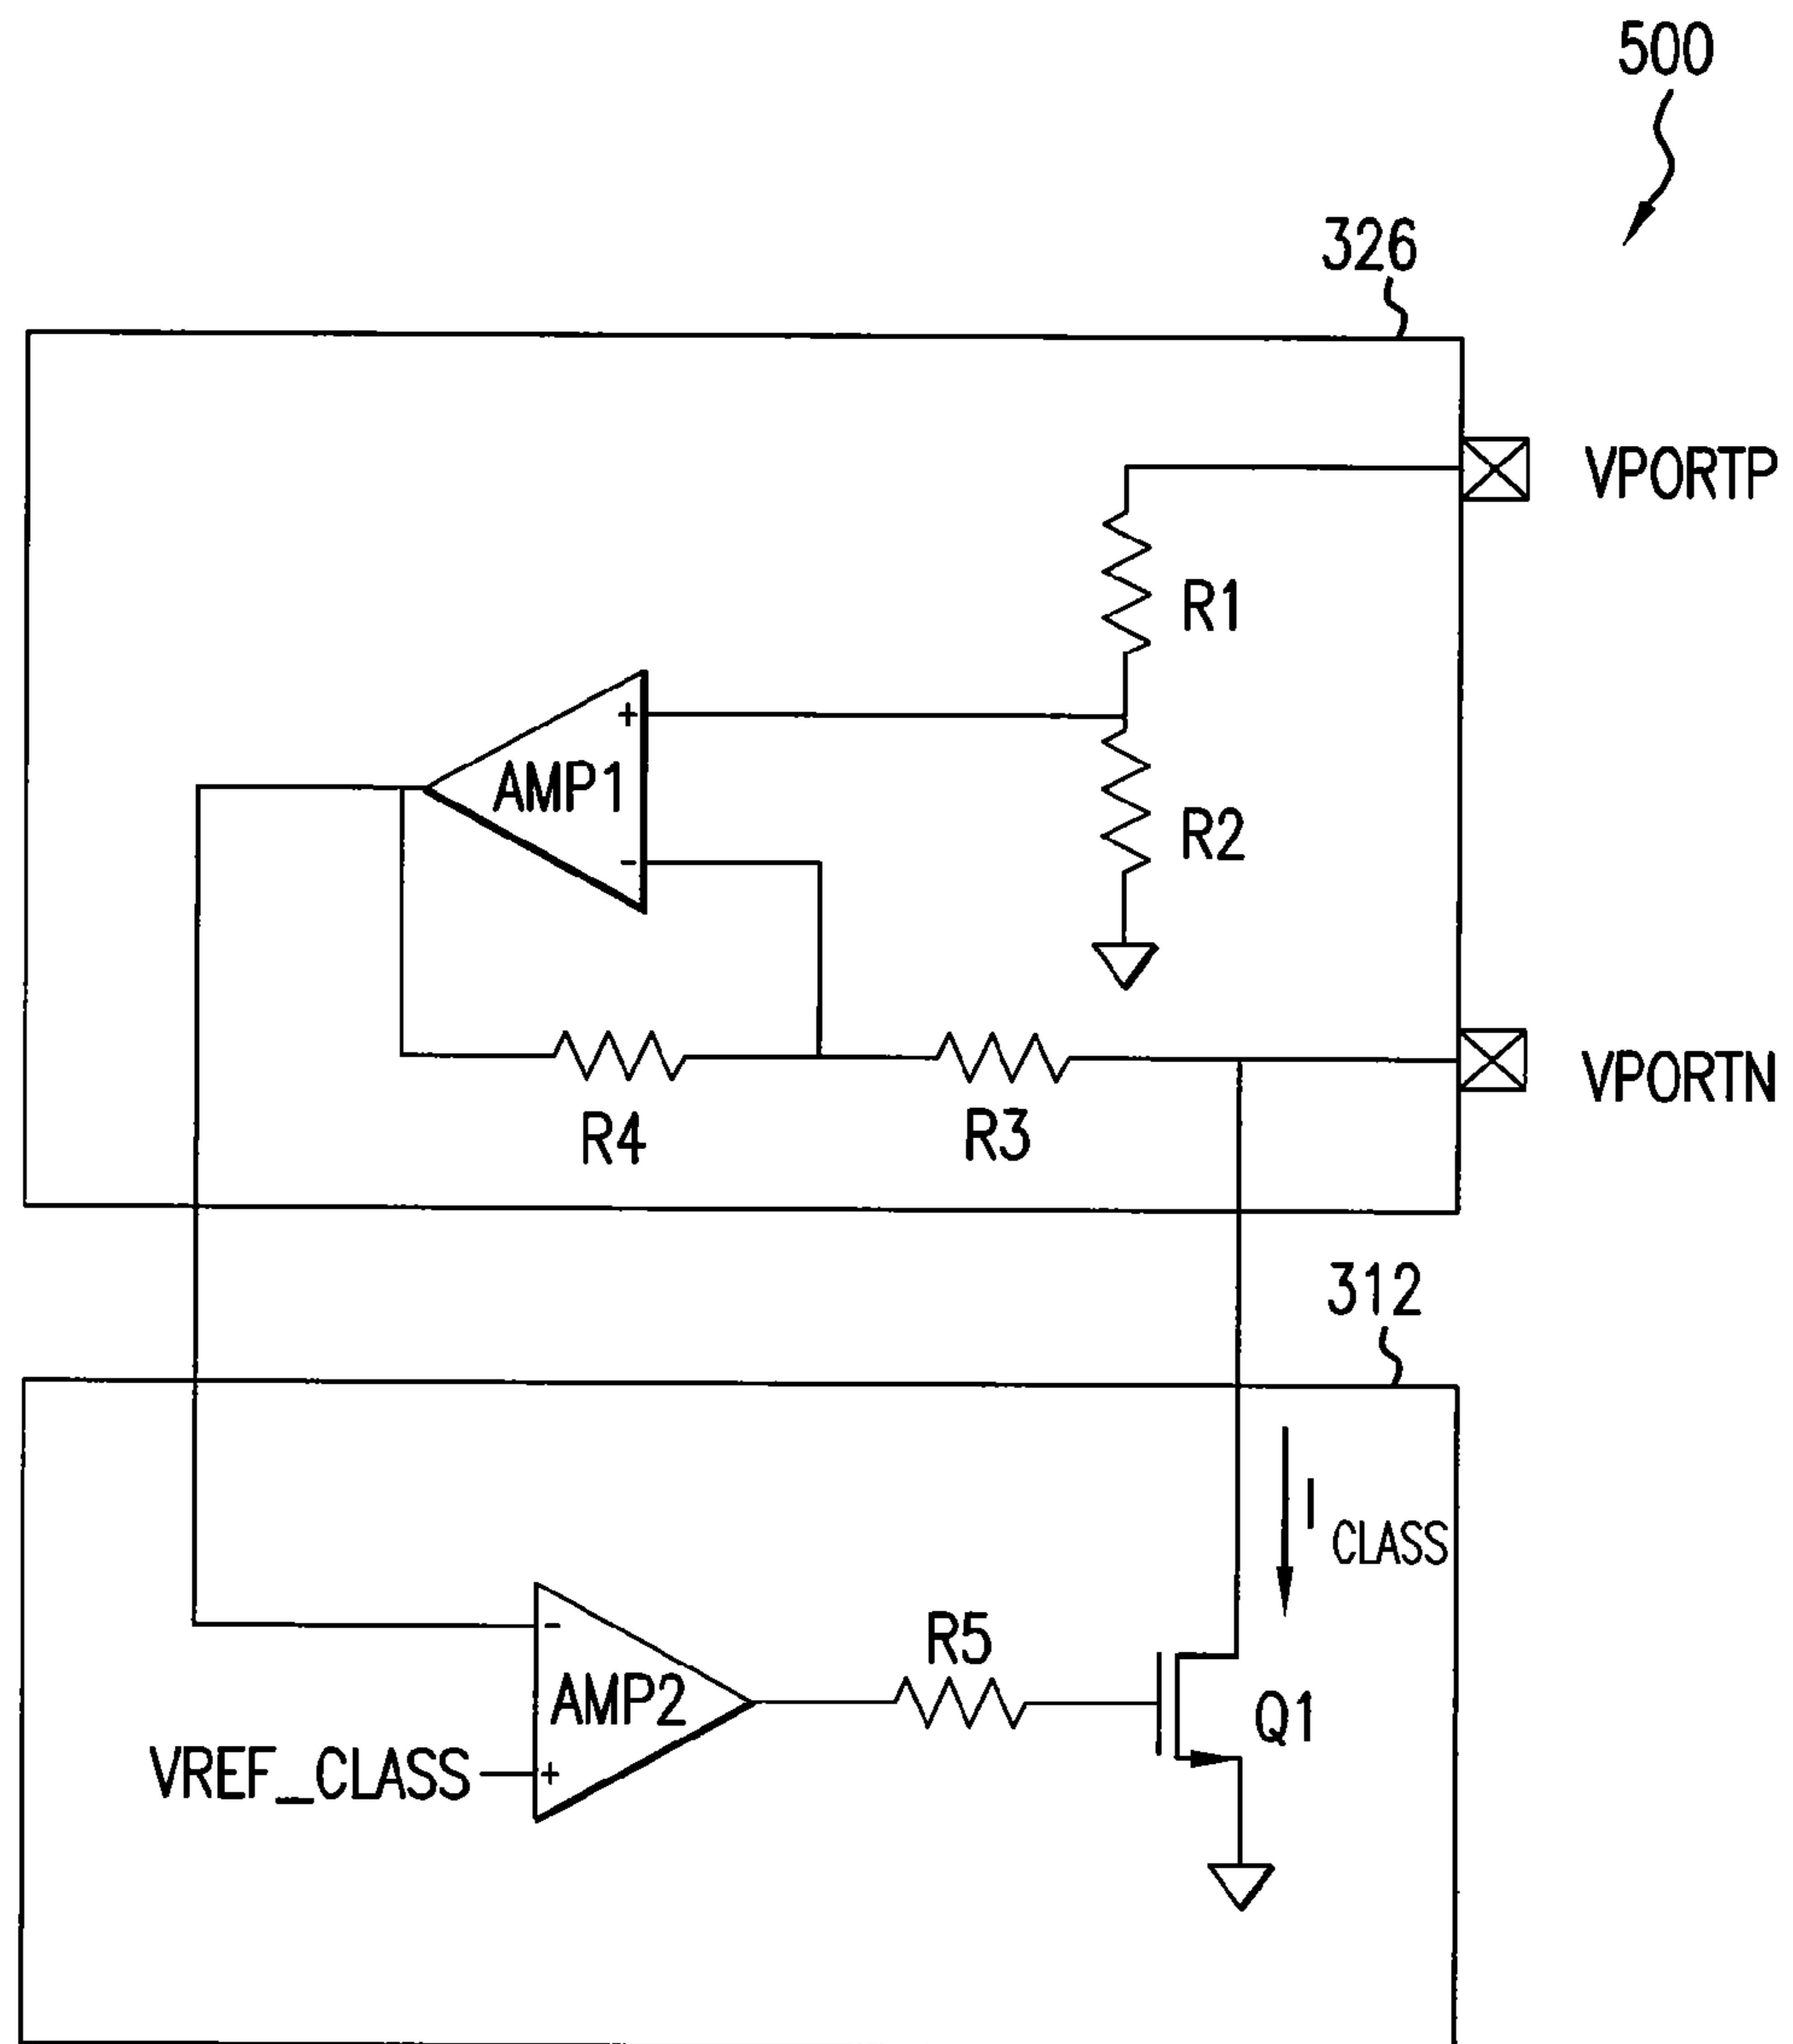 500
326
VPORTP
R1
+
AMP1
R2
-
VPORTN
R4
R3
312
I CLASS
-
R5
AMP2
Q1
VREF_CLASS
+